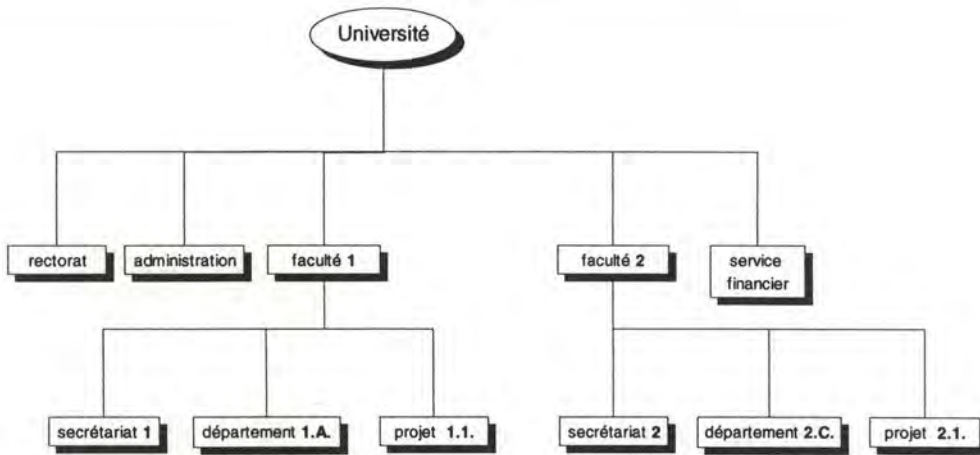 Université
rectorat
administration
faculté 1
faculté 2
service
financier
secrétariat 1
département 1.A.
projet 1.1.
secrétariat 2
département 2.C.
projet 2.1.